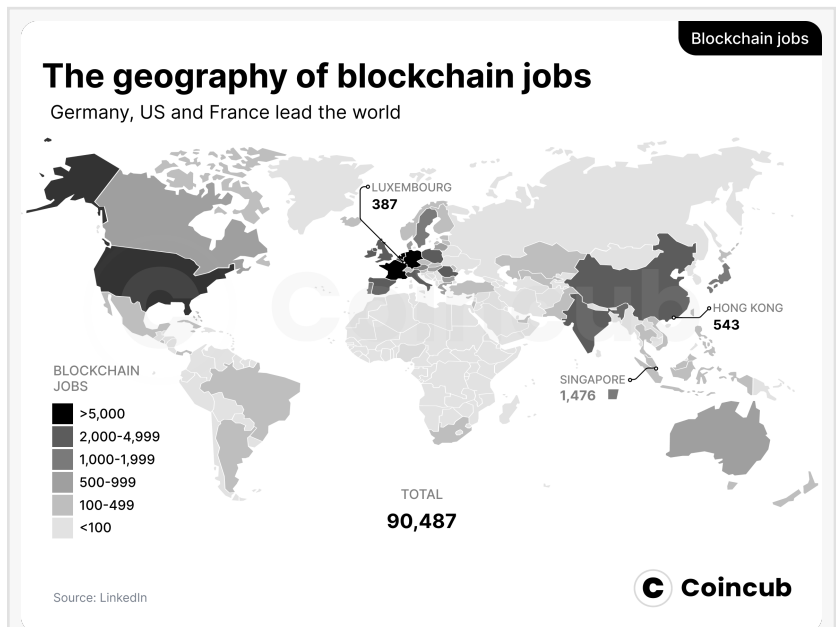 Blockchain jobs
The geography of blockchain jobs
Germany, US and France lead the world
LUXEMBOURG
387
HONG KONG
543
SINGAPORE
1,476
BLOCKCHAIN
JOBS
>5,000
2,000-4,999
1,000-1,999
500-999
100-499
<100
TOTAL
90,487
Source: LinkedIn
Coincub
Coincub